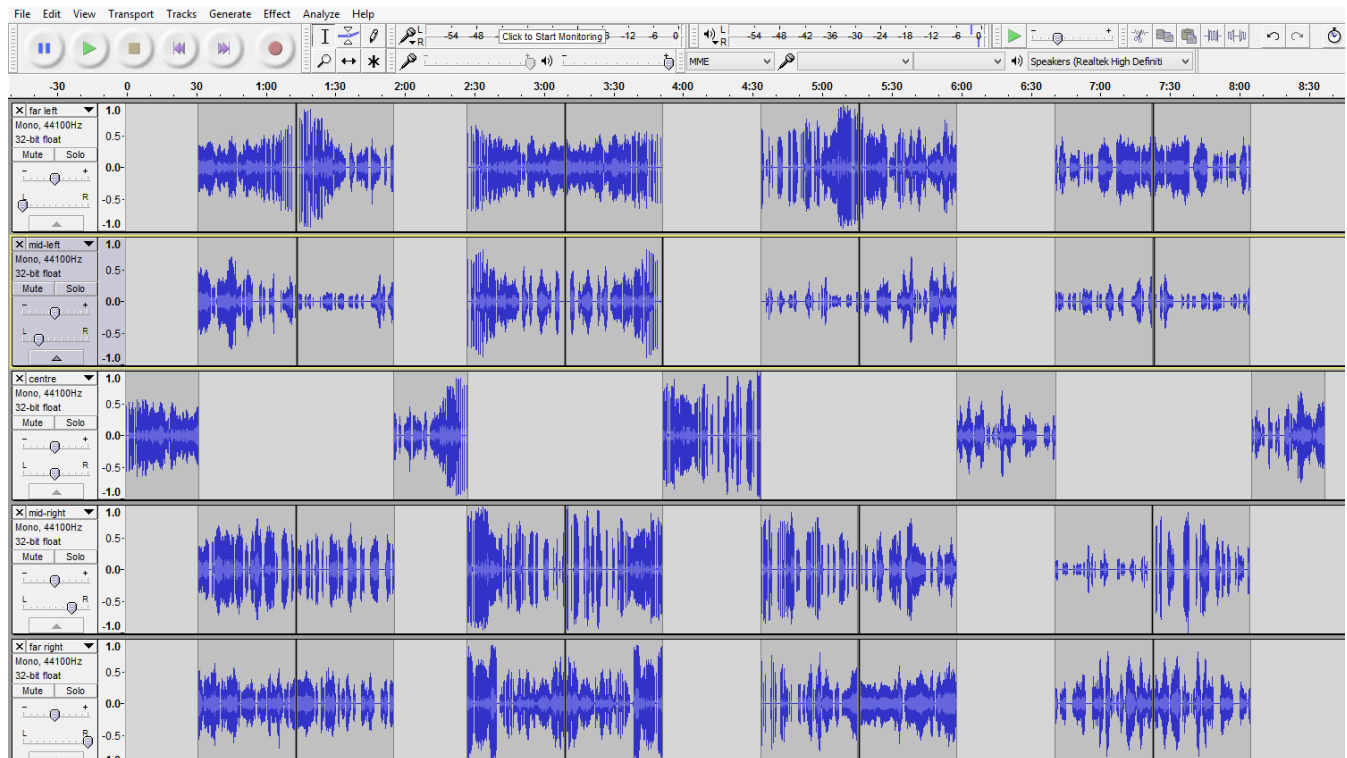 File Edit View Transport Tracks Generate Effect Analyze Help
L R -54 -48 Click to Start Monitoring 8 -12 -6 0 L R -54 -48 -42 -36 -30 -24 -18 -12 -6 0 - +
- + MME Speakers (Realtek High Definiti
-30 0 30 1:00 1:30 2:00 2:30 3:00 3:30 4:00 4:30 5:00 5:30 6:00 6:30 7:00 7:30 8:00 8:30
X far left 1.0
Mono, 44100Hz
32-bit float 0.5
Mute Solo
- + 0.0
L R -0.5
-1.0
X mid-left 1.0
Mono, 44100Hz
32-bit float 0.5
Mute Solo
- + 0.0
L R -0.5
-1.0
X centre 1.0
Mono, 44100Hz
32-bit float 0.5
Mute Solo
- + 0.0
L R -0.5
-1.0
X mid-right 1.0
Mono, 44100Hz
32-bit float 0.5
Mute Solo
- + 0.0
L R -0.5
-1.0
X far right 1.0
Mono, 44100Hz
32-bit float 0.5
Mute Solo
- + 0.0
L R -0.5